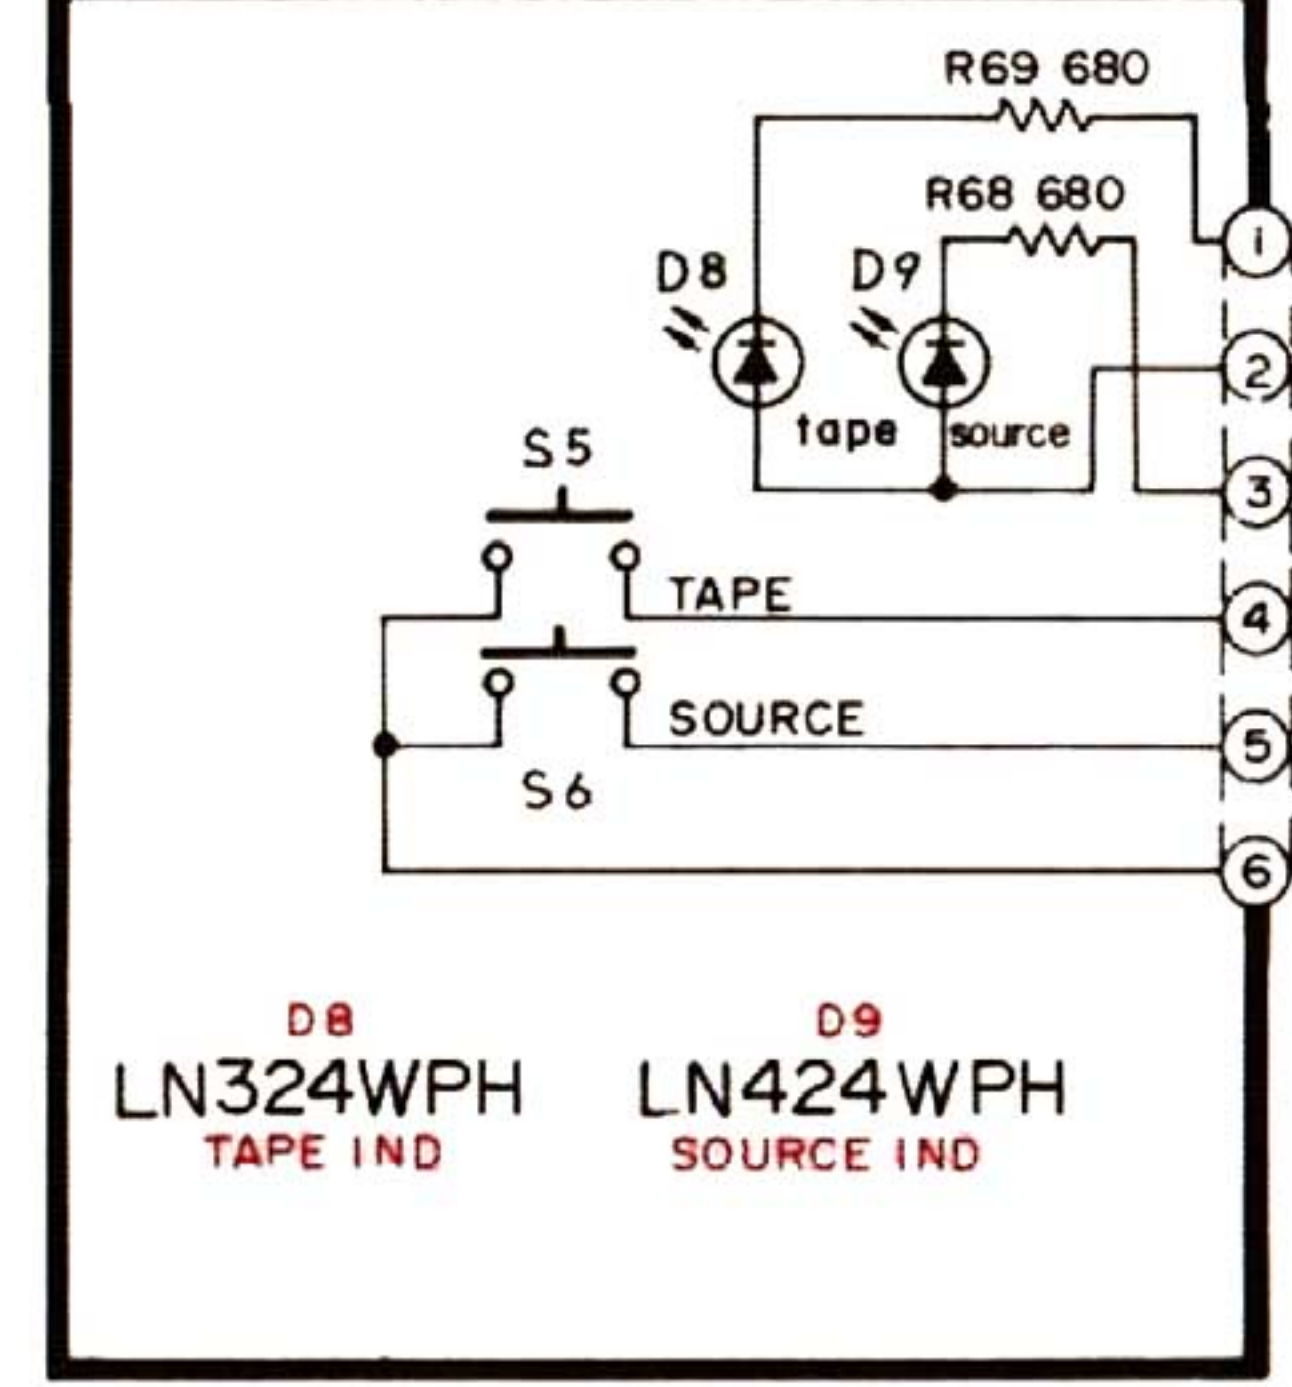 R69 680
R68 680
1
D8 D9
2
tape source
S5
3
TAPE
4
SOURCE
5
S6
6
D8 D9
LN324WPH LN424WPH
TAPE IND SOURCE IND